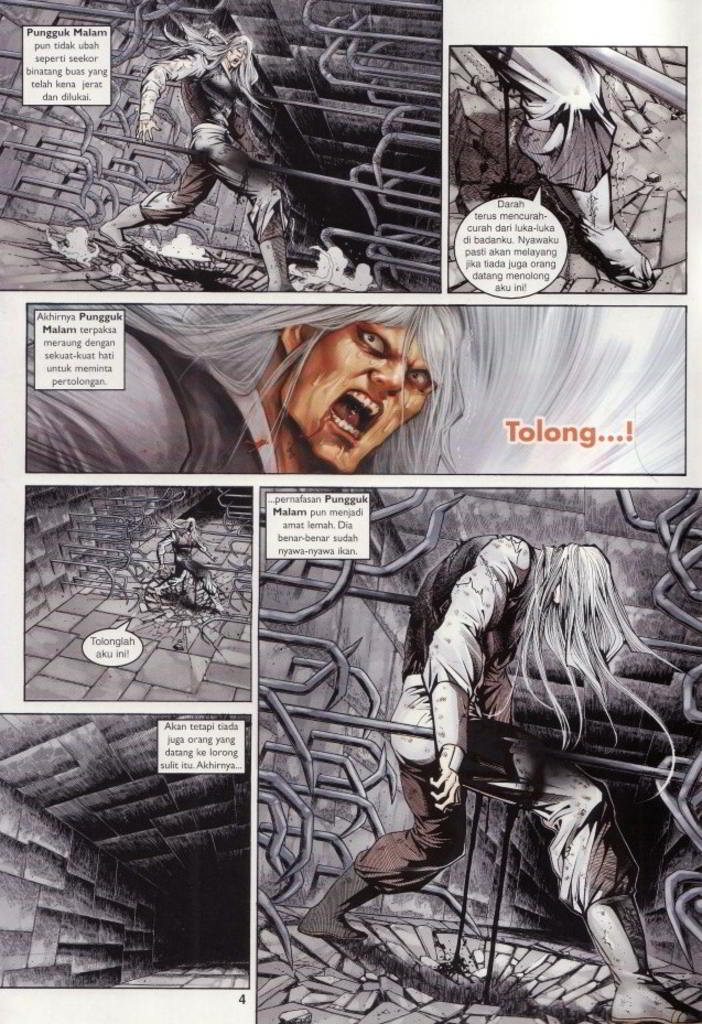 Pungguk Malam
pun tidak ubah
seperti seekor
binatang buas yang
telah kena jerat
dan dilukai.
Darah
terus mencurah-
curah dari luka-luka
di badanku. Nyawaku
pasti akan melayang
jika tiada juga orang
datang menolong
aku ini!
Akhirnya Pungguk
Malam terpaksa
meraung dengan
sekuat-kuat hati
untuk meminta
pertolongan.
Tolong...!
Tolonglah
aku ini!
...pernafasan Pungguk
Malam pun menjadi
amat lemah. Dia
benar-benar sudah
nyawa-nyawa ikan.
Akan tetapi tiada
juga orang yang
datang ke lorong
sulit itu. Akhirnya...
4